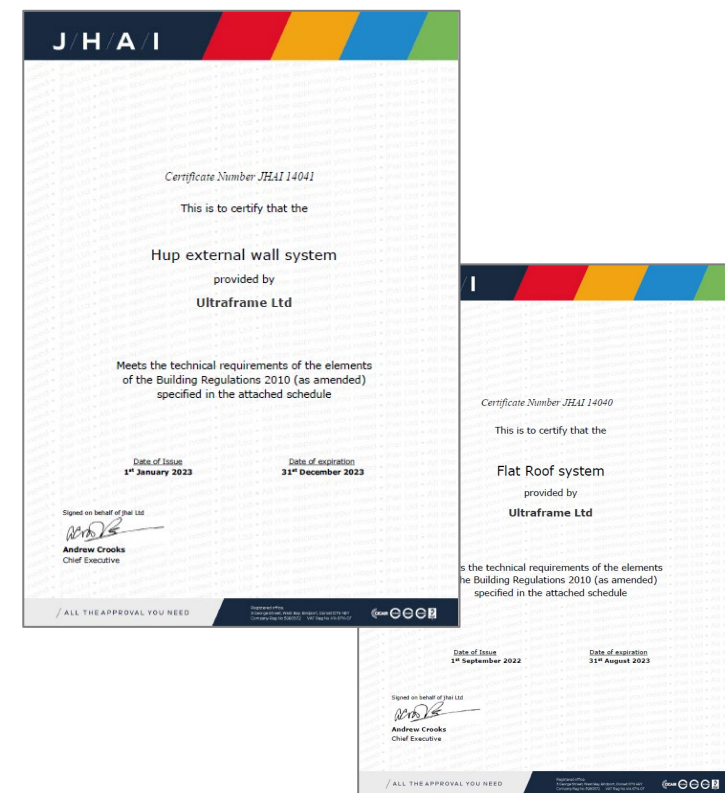 J/H/A/I
Certificate Number JHAI 14041
This is to certify that the
Hup external wall system
provided by
Ultraframe Ltd
Meets the technical requirements of the elements
of the Building Regulations 2010 (as amended)
specified in the attached schedule
Date of Issue
1st January 2023
Date of expiration
31st December 2023
Signed on behalf of jhai Ltd
Andrew Crooks
Chief Executive
/ ALL THE APPROVAL YOU NEED
Registered office
/I
Certificate Number JHAI 14040
This is to certify that the
Flat Roof system
provided by
Ultraframe Ltd
s the technical requirements of the elements
he Building Regulations 2010 (as amended)
specified in the attached schedule
Date of Issue
1st September 2022
Date of expiration
31st August 2023
Signed on behalf of jhai Ltd
Andrew Crooks
Chief Executive
/ ALL THE APPROVAL YOU NEED
Registered office